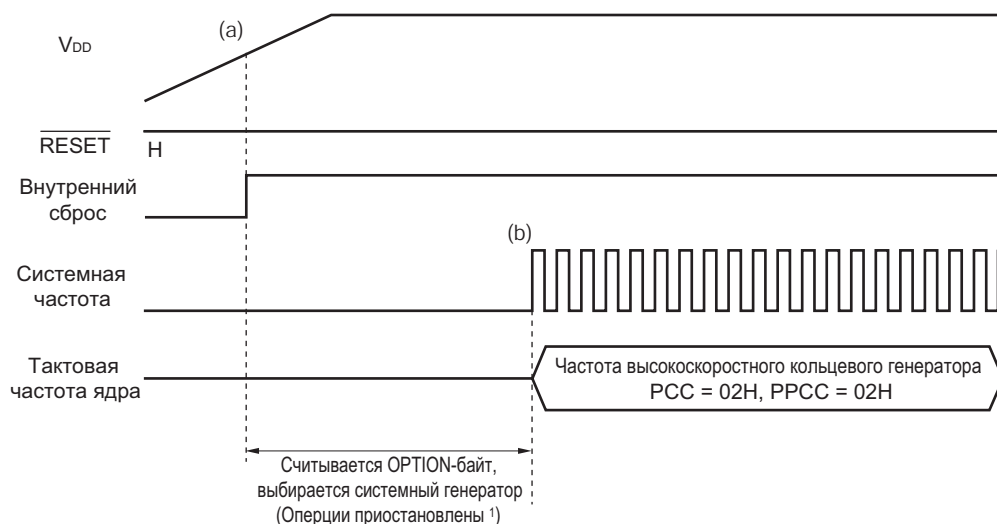 (a)
VDD
RESET
H
Внутренний
сброс
(b)
Системная
частота
Тактовая
частота ядра
Частота высокоскоростного кольцевого генератора
PCC = 02H, PPCC = 02H
Считывается OPTION-байт,
выбирается системный генератор
(Оперции приостановлены ¹)